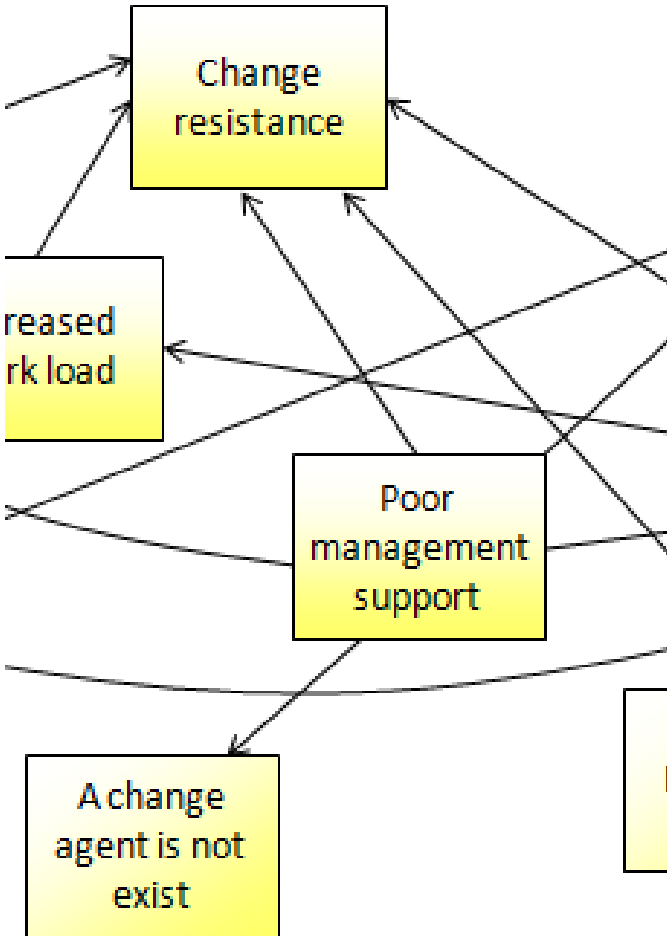 Change
resistance
reased
rk load
Poor
management
support
A change
agent is not
exist